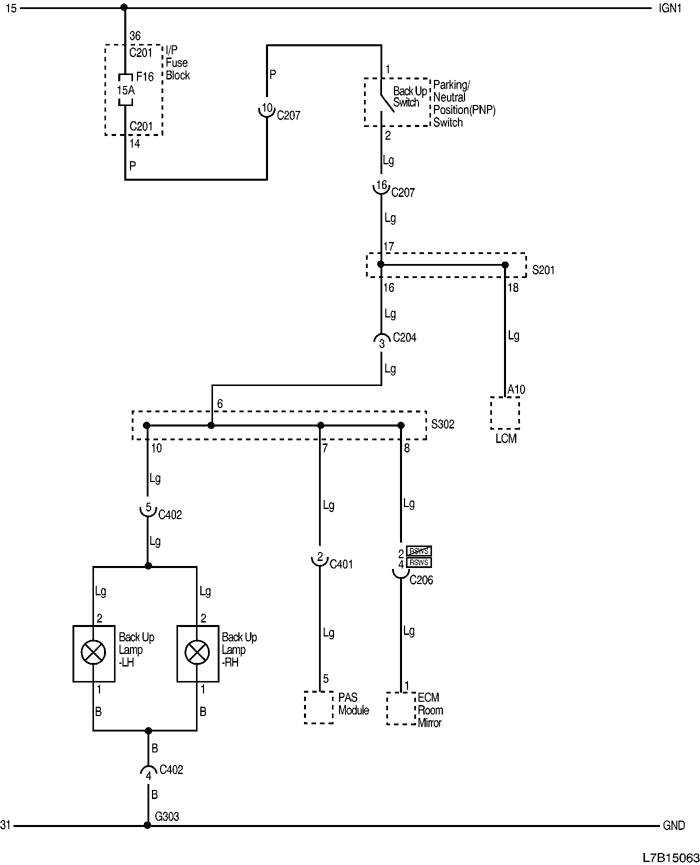 15
IGN1
36
C201
I/P
Fuse
Block
F16
15A
C201
14
P
P
10
C207
1
Back Up
Switch
Parking/
Neutral
Position(PNP)
Switch
2
Lg
16
C207
Lg
17
S201
16
18
Lg
Lg
C204
3
Lg
A10
LCM
6
S302
10
7
8
Lg
Lg
Lg
5
C402
Lg
2
C401
2
RSWS
4
RSWS
C206
Lg
Lg
Lg
Lg
2
Back Up
Lamp
-LH
2
Back Up
Lamp
-RH
1
1
B
B
5
PAS
Module
1
ECM
Room
Mirror
B
4
C402
B
G303
31
GND
L7B15063